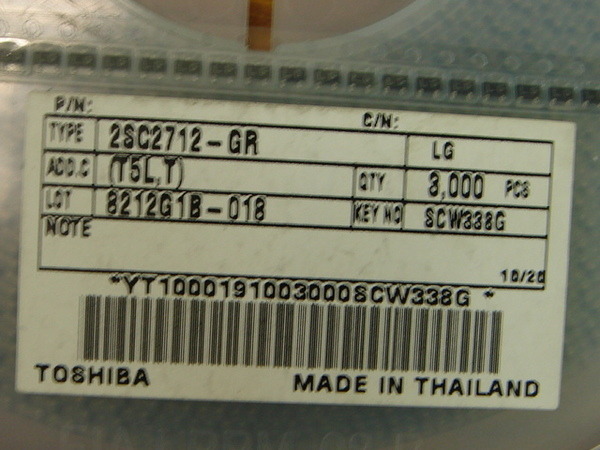 P/N: C/N:
TYPE 2SC2712-GR LG
ADD.C (T5L,T) QTY 3,000 PCS
LOT 8212G1B-018 KEY NO SCW338G
NOTE
10/20
*YT1000191003000SCW338G *
TOSHIBA MADE IN THAILAND